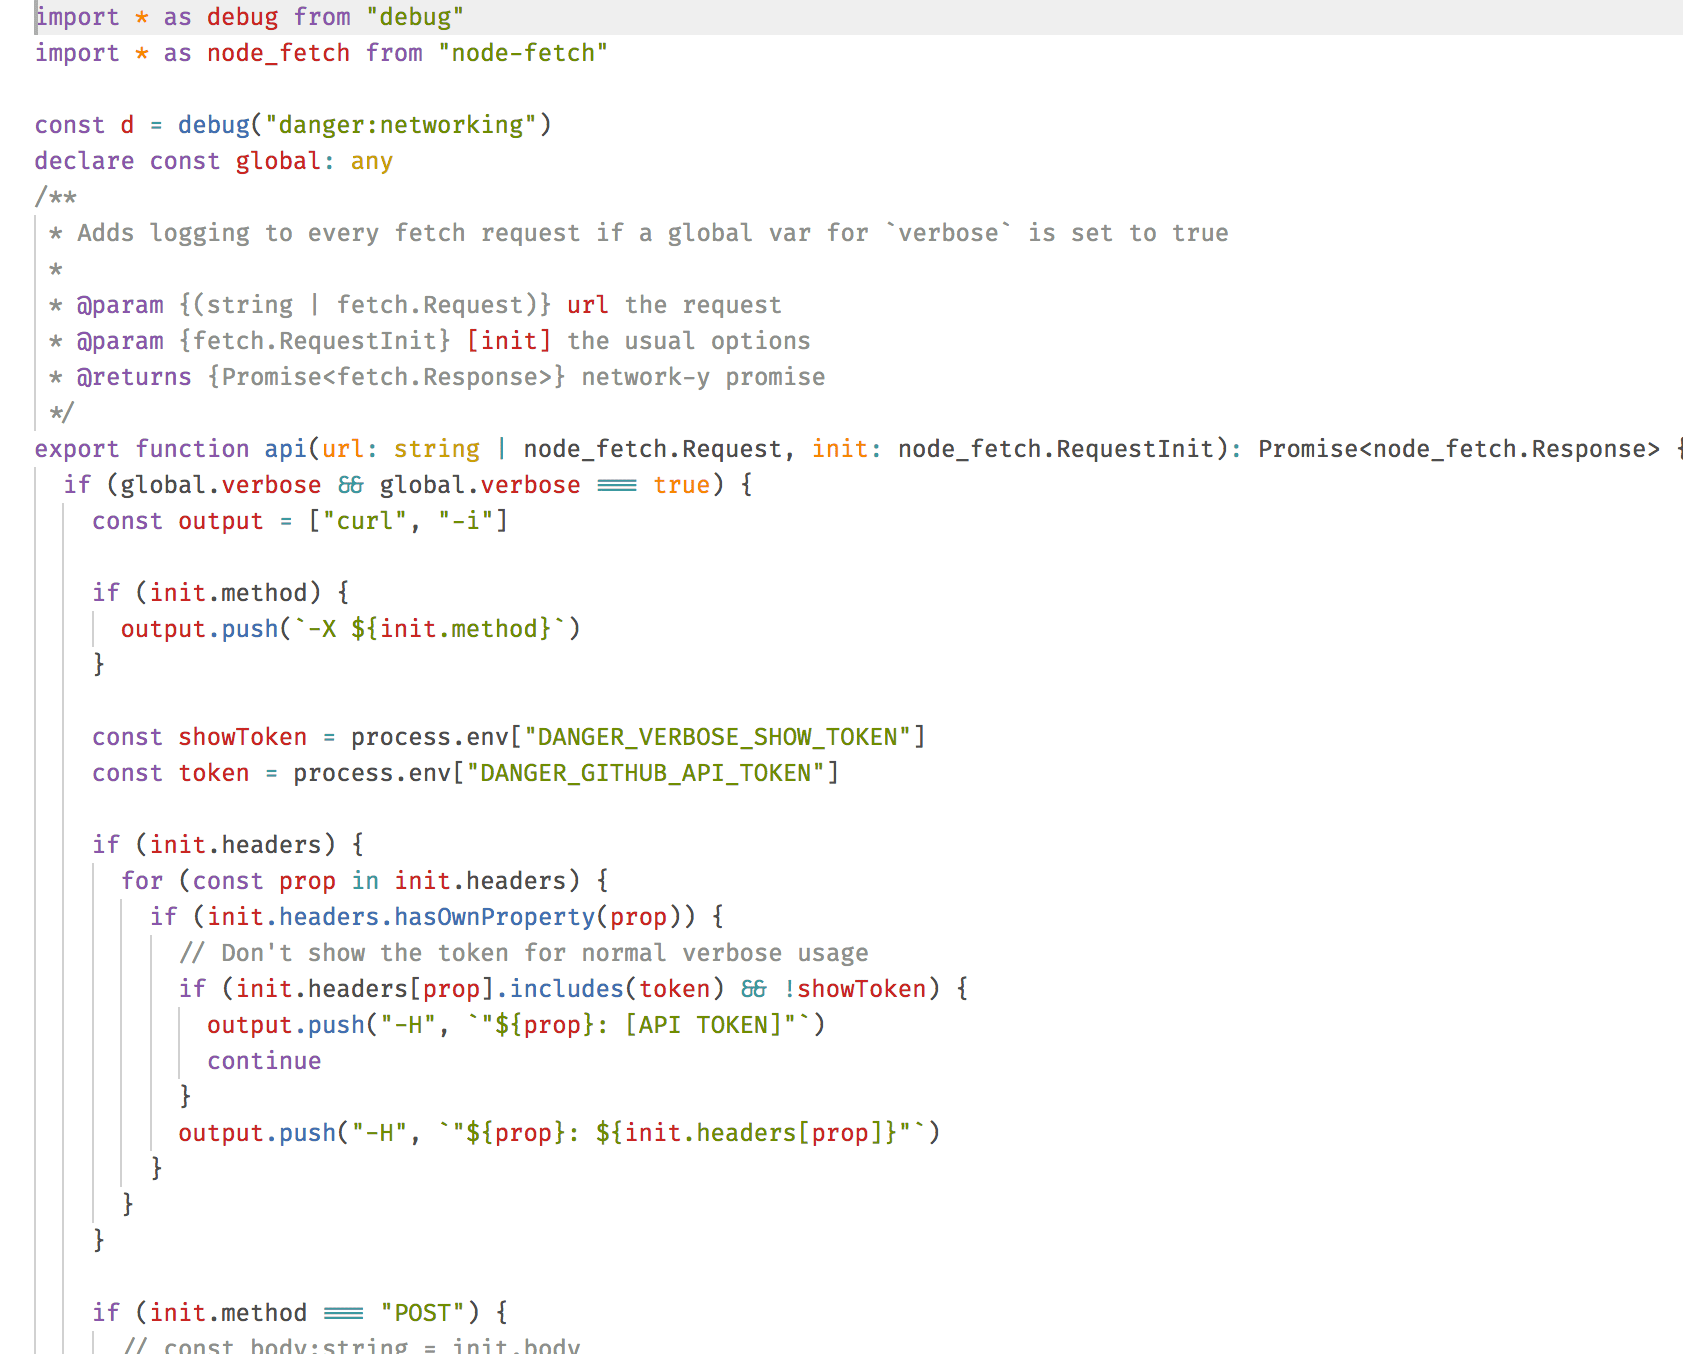 import * as debug from "debug"
import * as node_fetch from "node-fetch"

const d = debug("danger:networking")
declare const global: any
/**
 * Adds logging to every fetch request if a global var for `verbose` is set to true
 *
 * @param {(string | fetch.Request)} url the request
 * @param {fetch.RequestInit} [init] the usual options
 * @returns {Promise<fetch.Response>} network-y promise
 */
export function api(url: string | node_fetch.Request, init: node_fetch.RequestInit): Promise<node_fetch.Response> {
  if (global.verbose && global.verbose === true) {
    const output = ["curl", "-i"]

    if (init.method) {
      output.push(`-X ${init.method}`)
    }

    const showToken = process.env["DANGER_VERBOSE_SHOW_TOKEN"]
    const token = process.env["DANGER_GITHUB_API_TOKEN"]

    if (init.headers) {
      for (const prop in init.headers) {
        if (init.headers.hasOwnProperty(prop)) {
          // Don't show the token for normal verbose usage
          if (init.headers[prop].includes(token) && !showToken) {
            output.push("-H", `"${prop}: [API TOKEN]"`)
            continue
          }
          output.push("-H", `"${prop}: ${init.headers[prop]}"`)
        }
      }
    }

    if (init.method === "POST") {
      // const body:string = init.body